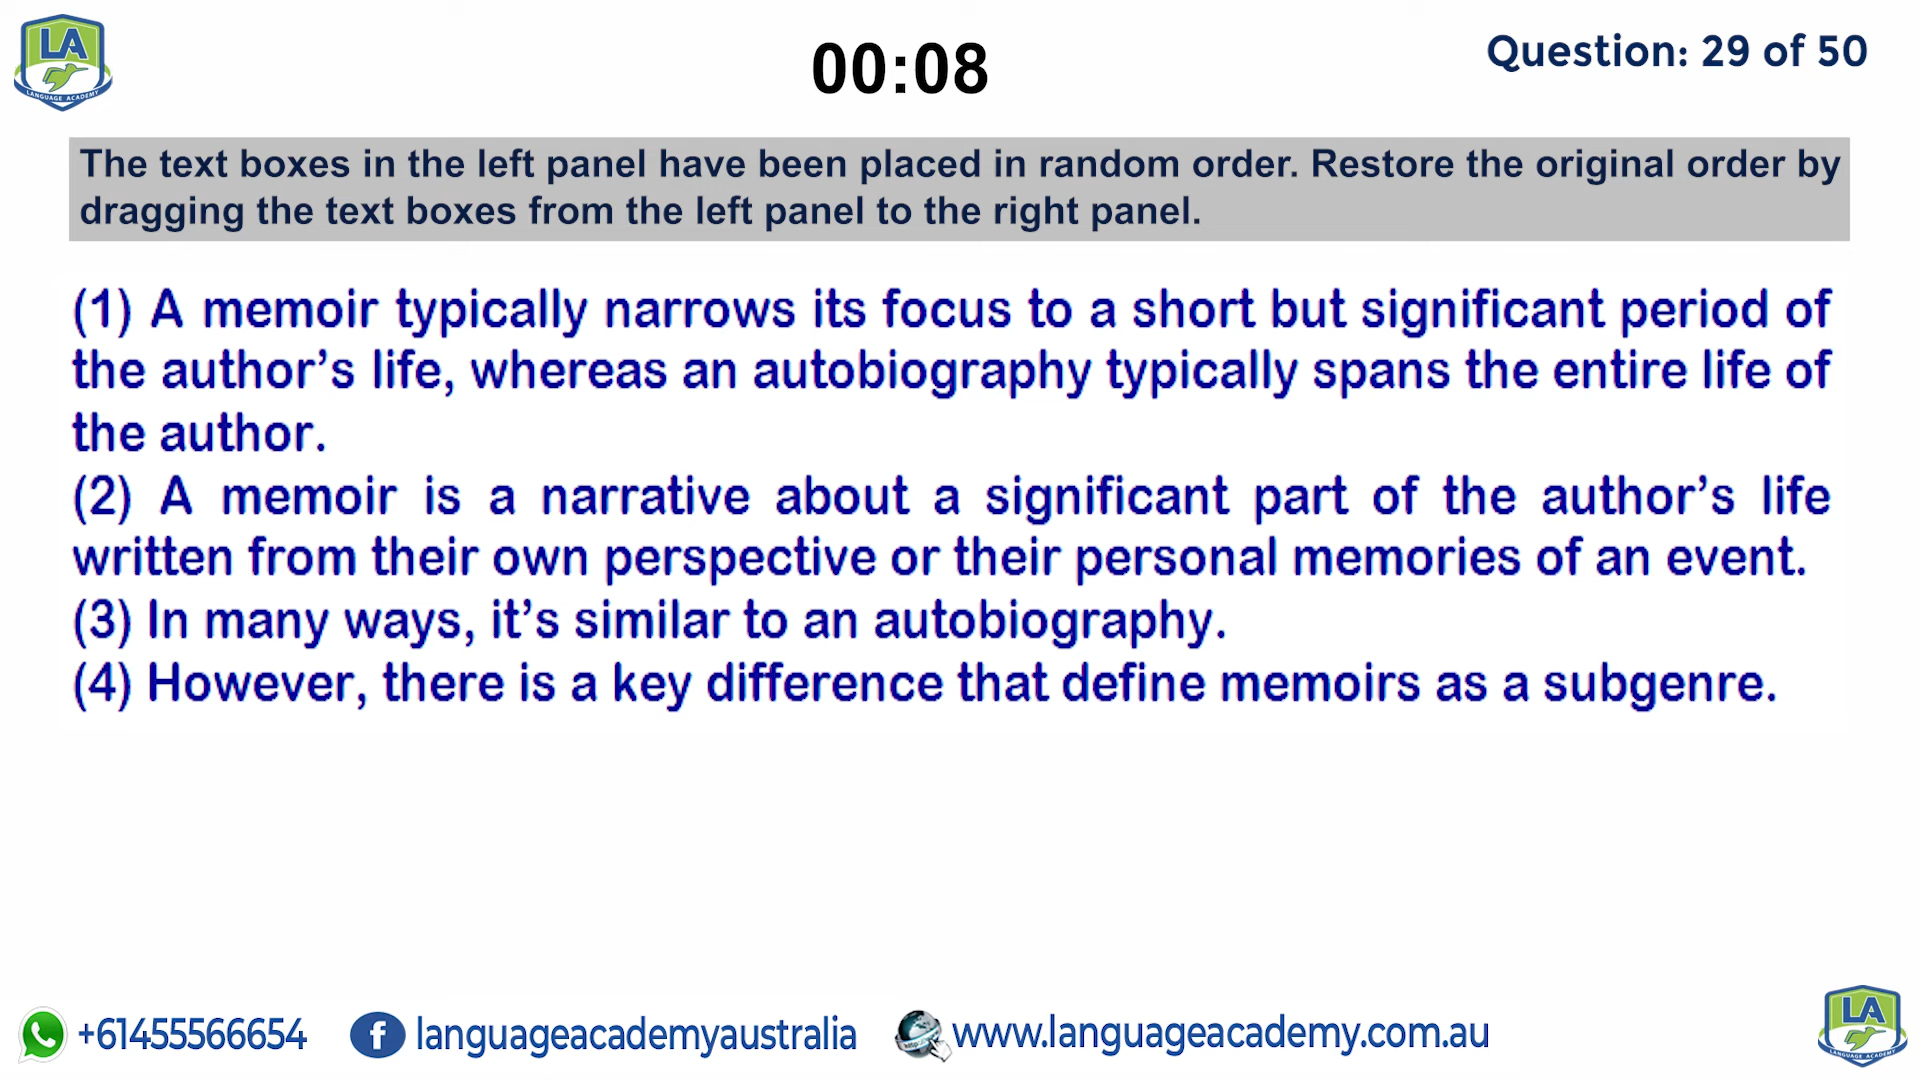 LA
LANGUAGE ACADEMY
00:08
Question: 29 of 50
The text boxes in the left panel have been placed in random order. Restore the original order by
dragging the text boxes from the left panel to the right panel.
(1) A memoir typically narrows its focus to a short but significant period of
the author’s life, whereas an autobiography typically spans the entire life of
the author.
(2) A memoir is a narrative about a significant part of the author’s life
written from their own perspective or their personal memories of an event.
(3) In many ways, it’s similar to an autobiography.
(4) However, there is a key difference that define memoirs as a subgenre.
+61455566654
f languageacademyaustralia
www.languageacademy.com.au
LA
LANGUAGE ACADEMY